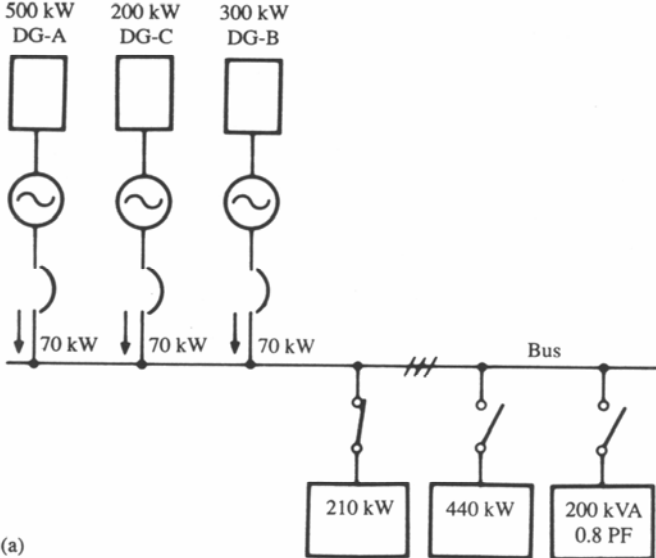 500 kW 200 kW 300 kW
DG-A DG-C DG-B
70 kW 70 kW 70 kW
Bus
210 kW 440 kW 200 kVA
0.8 PF
(a)